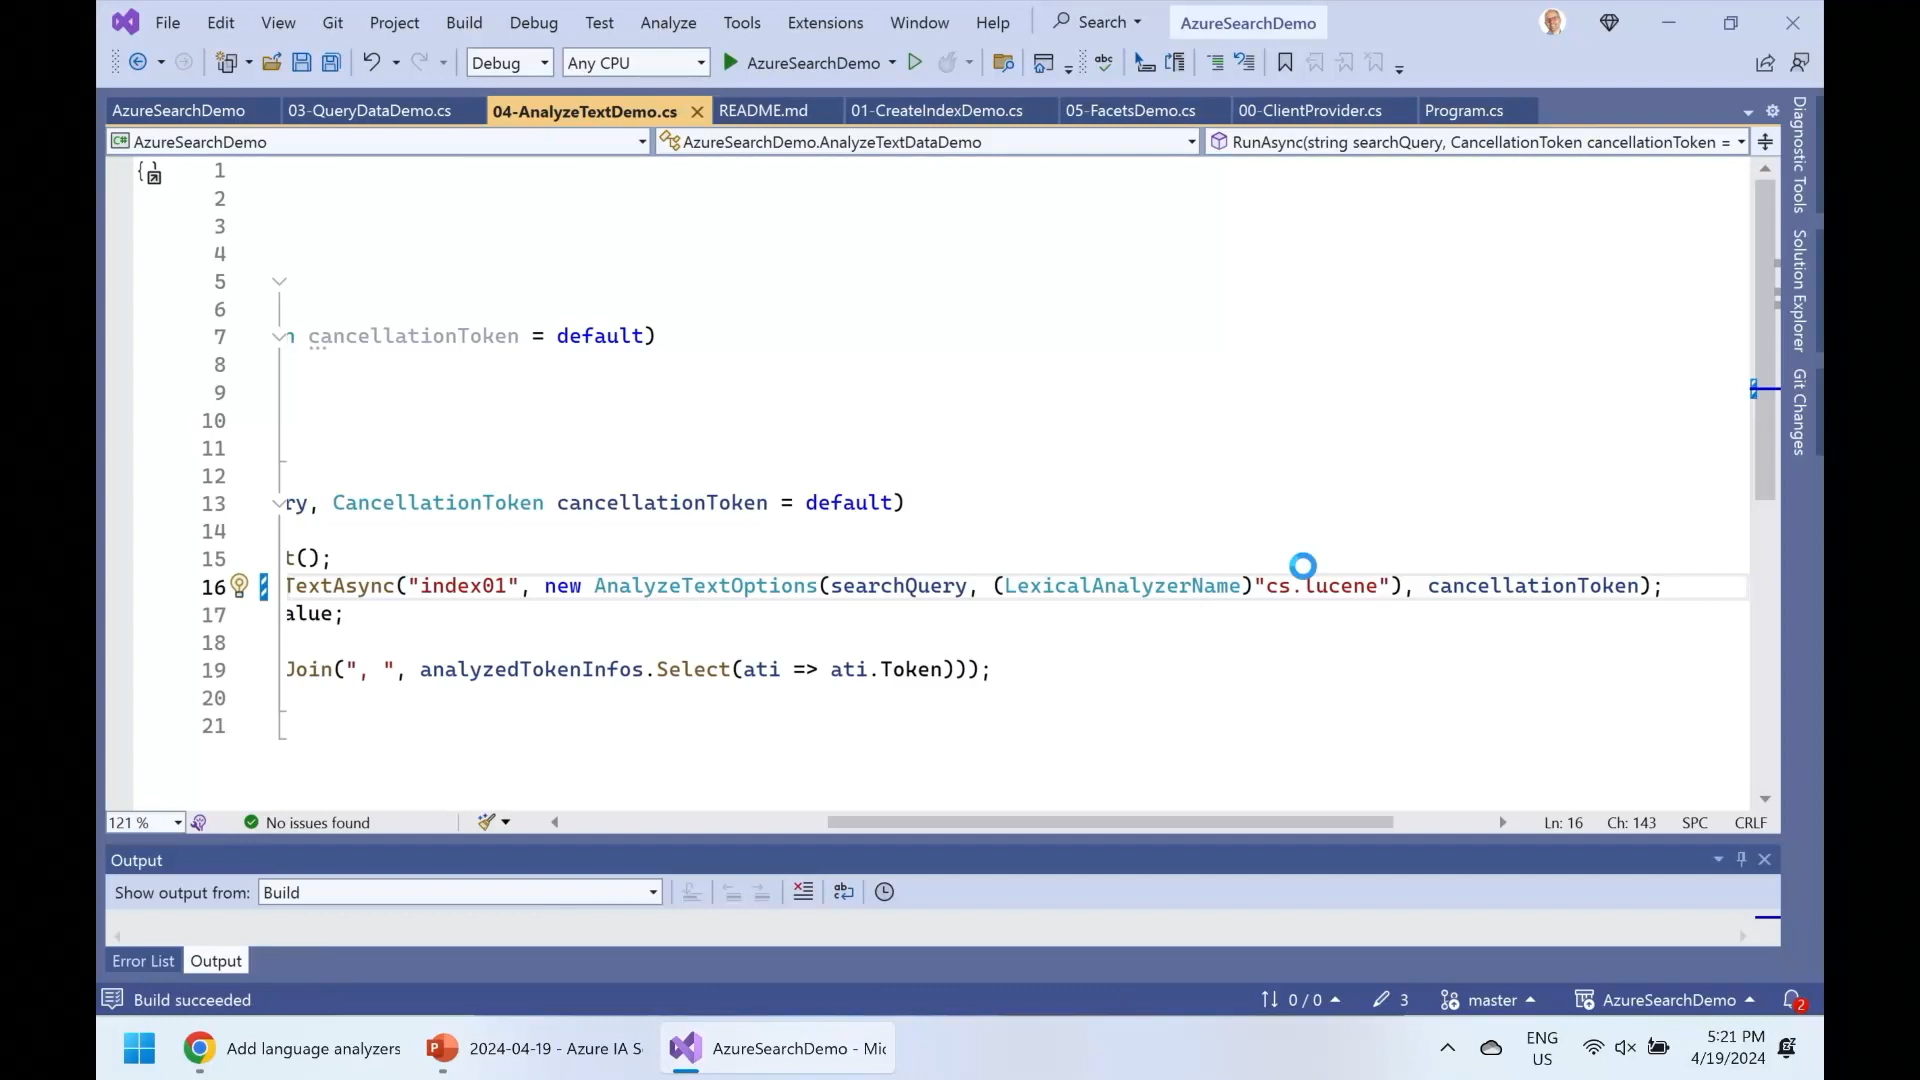 File Edit View Git Project Build Debug Test Analyze Tools Extensions Window Help Search AzureSearchDemo
Debug Any CPU AzureSearchDemo
AzureSearchDemo 03-QueryDataDemo.cs 04-AnalyzeTextDemo.cs README.md 01-CreateIndexDemo.cs 05-FacetsDemo.cs 00-ClientProvider.cs Program.cs
AzureSearchDemo AzureSearchDemo.AnalyzeTextDataDemo RunAsync(string searchQuery, CancellationToken cancellationToken =
1
2
3
4
5
6
7 n cancellationToken = default)
8
9
10
11
12
13 ry, CancellationToken cancellationToken = default)
14
15 t();
16 TextAsync("index01", new AnalyzeTextOptions(searchQuery, (LexicalAnalyzerName)"cs.lucene"), cancellationToken);
17 alue;
18
19 Join(", ", analyzedTokenInfos.Select(ati => ati.Token)));
20
21
Diagnostic Tools
Solution Explorer
Git Changes
121 % No issues found Ln: 16 Ch: 143 SPC CRLF
Output
Show output from: Build
Error List Output
Build succeeded 0 / 0 3 master AzureSearchDemo 2
Add language analyzers 2024-04-19 - Azure IA S AzureSearchDemo - Mic ENG US 5:21 PM 4/19/2024